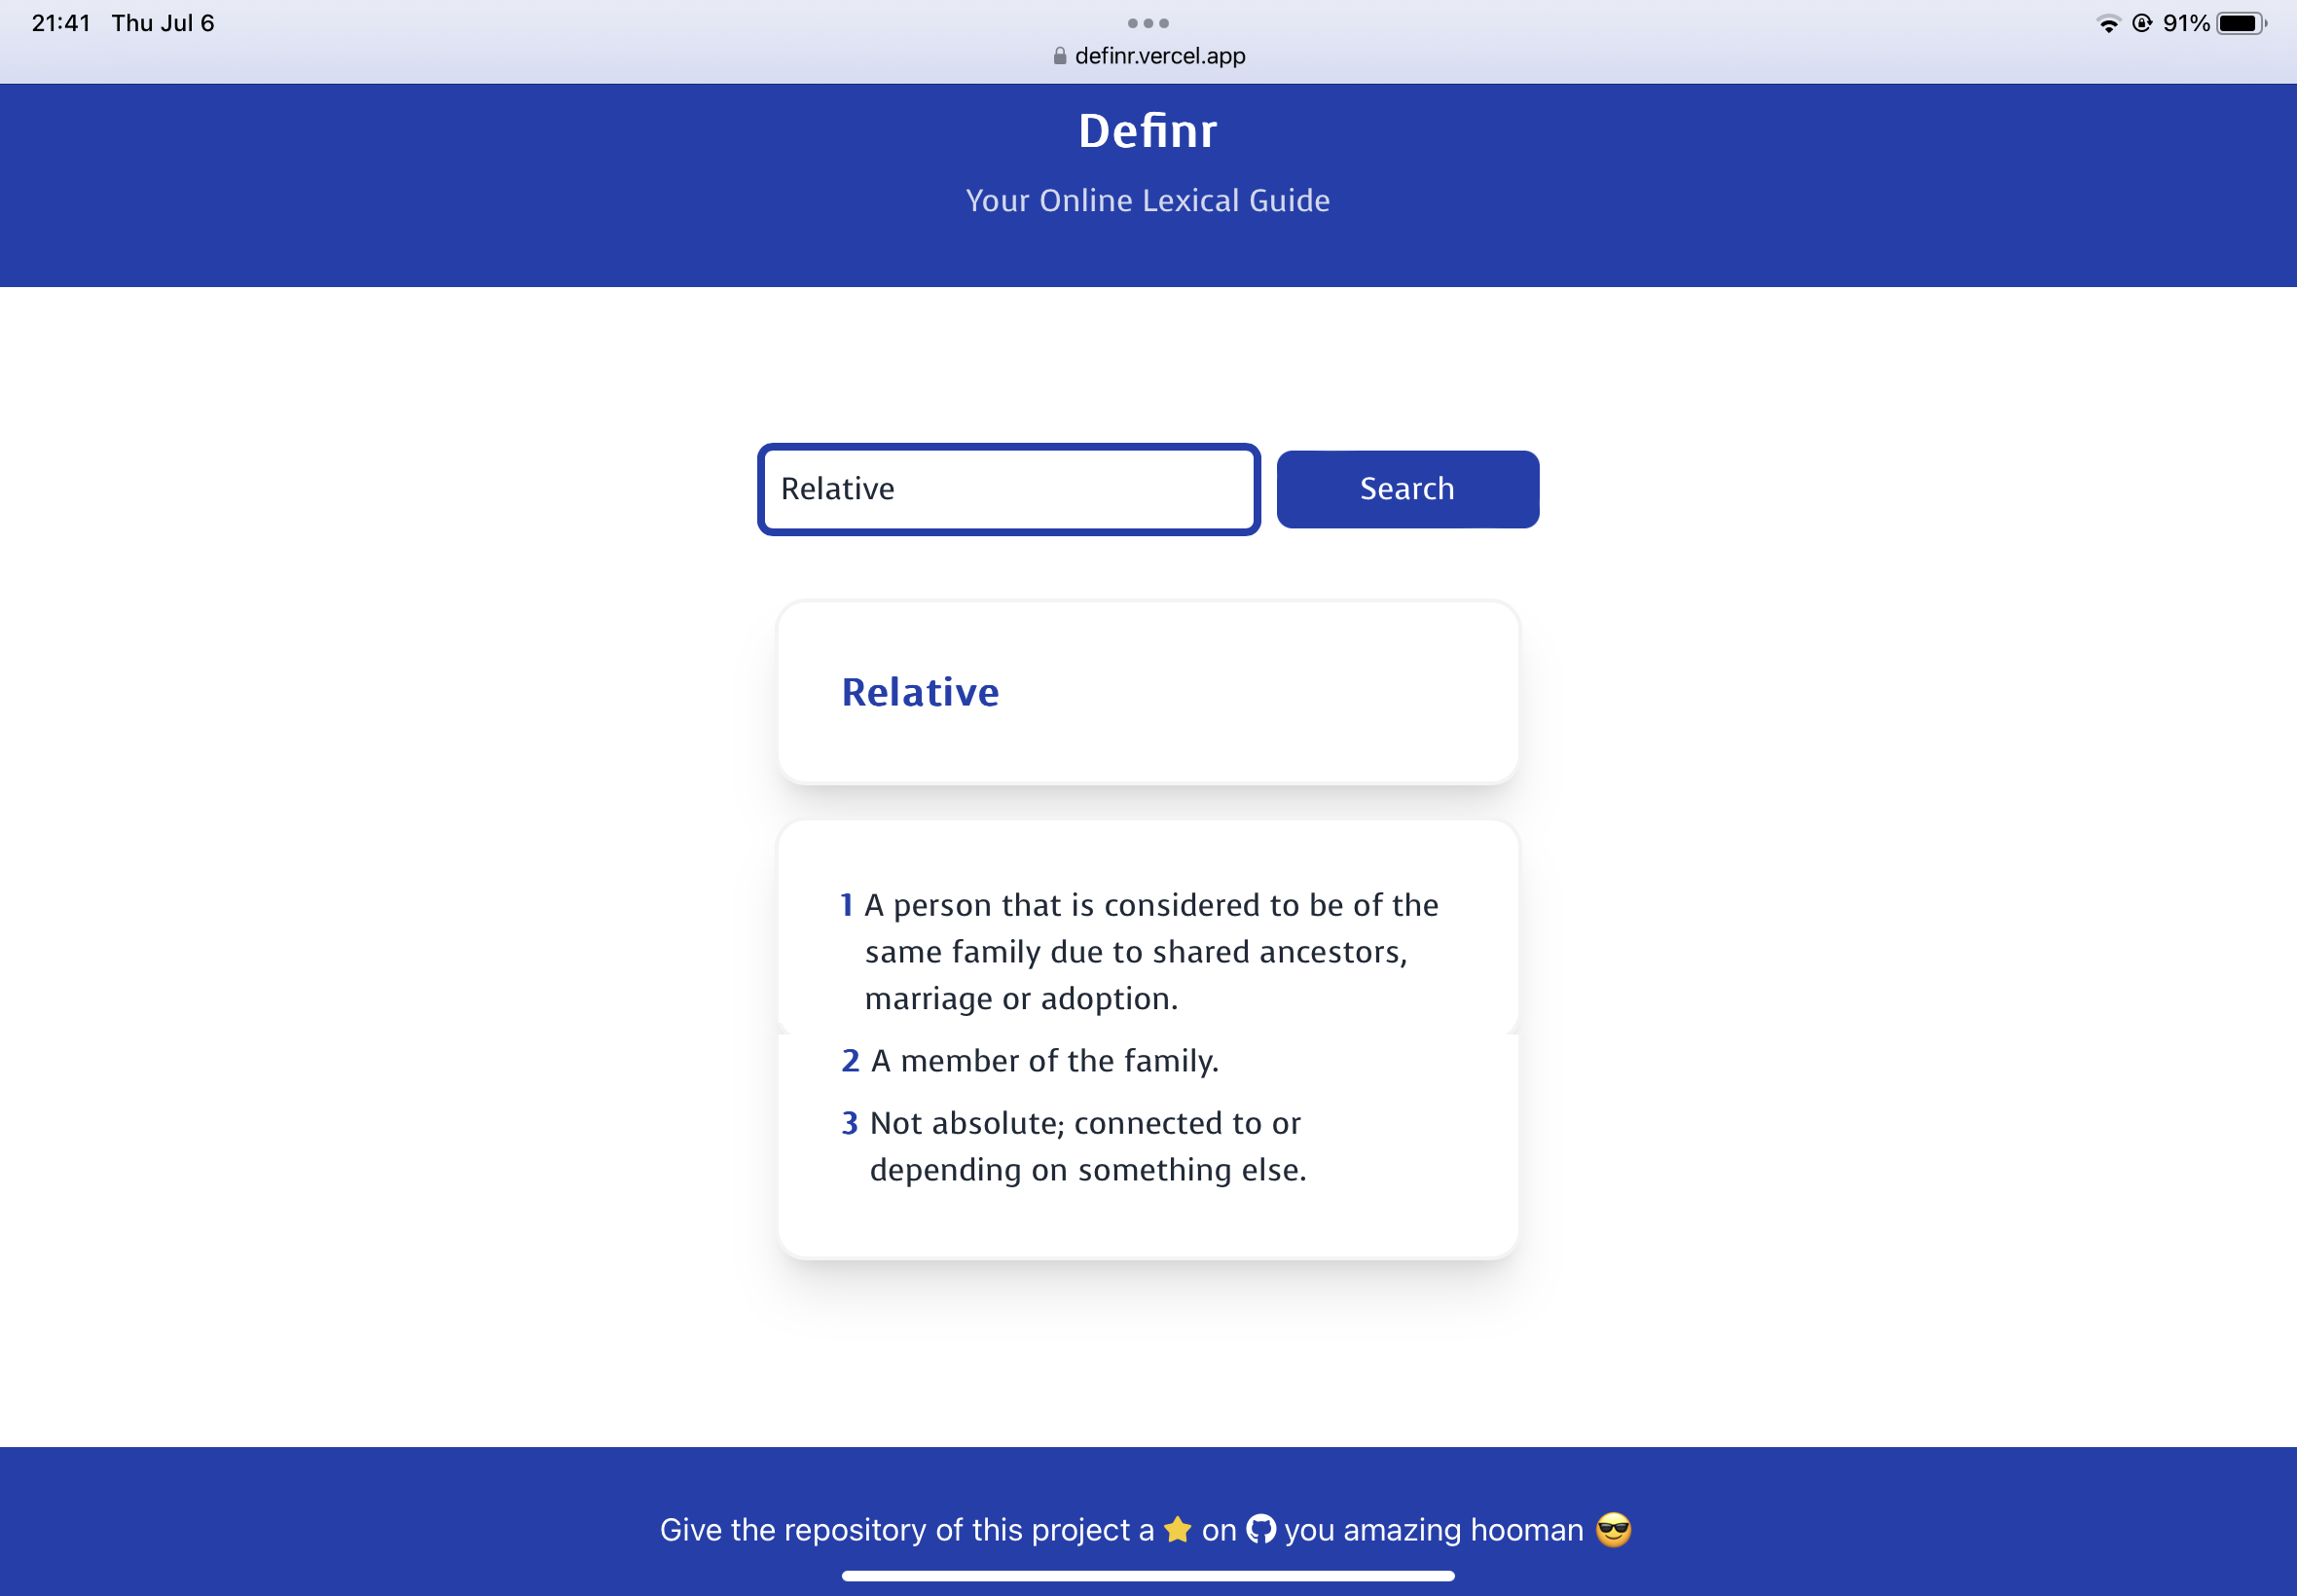 21:41 Thu Jul 6
91%
definr.vercel.app
Definr
Your Online Lexical Guide
Relative
Search
Relative
1 A person that is considered to be of the
same family due to shared ancestors,
marriage or adoption.
2 A member of the family.
3 Not absolute; connected to or
depending on something else.
Give the repository of this project a ⭐ on you amazing hooman 😎